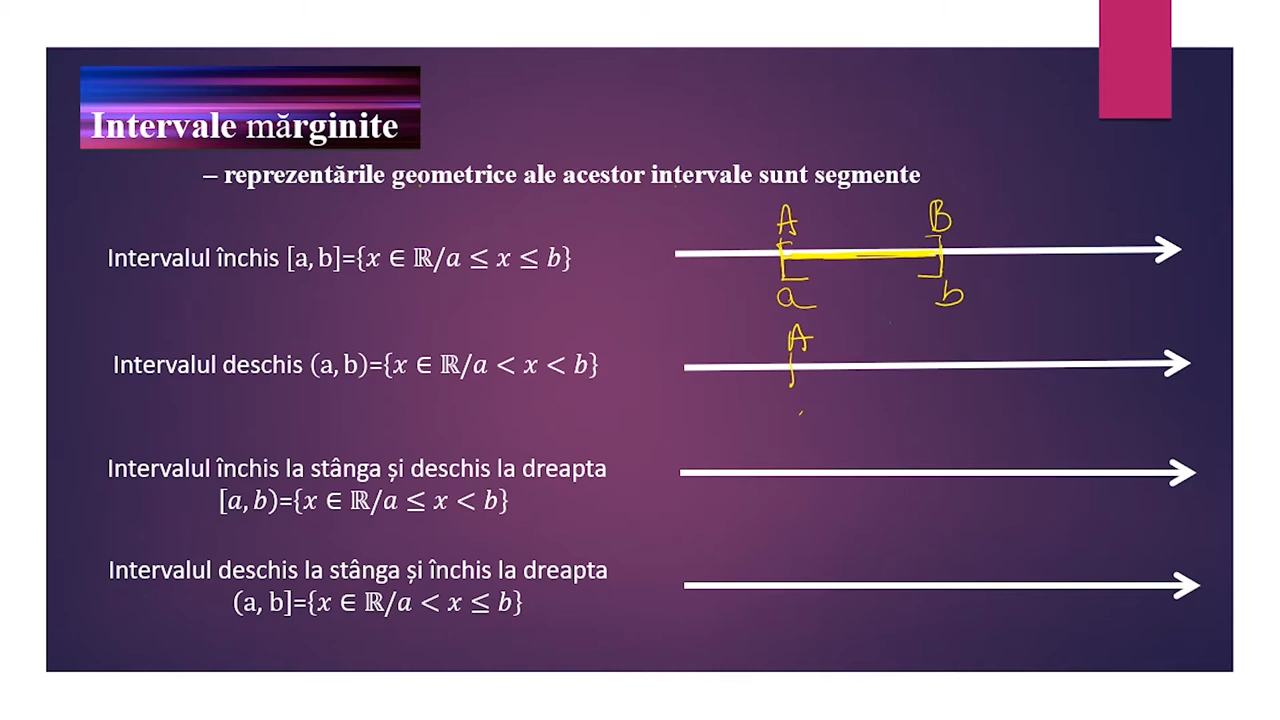 Intervale mărginite
– reprezentările geometrice ale acestor intervale sunt segmente
A B
Intervalul închis [a, b]={x ∈ ℝ/a ≤ x ≤ b}
a b
A
Intervalul deschis (a, b)={x ∈ ℝ/a < x < b}
Intervalul închis la stânga și deschis la dreapta
[a, b)={x ∈ ℝ/a ≤ x < b}
Intervalul deschis la stânga și închis la dreapta
(a, b]={x ∈ ℝ/a < x ≤ b}